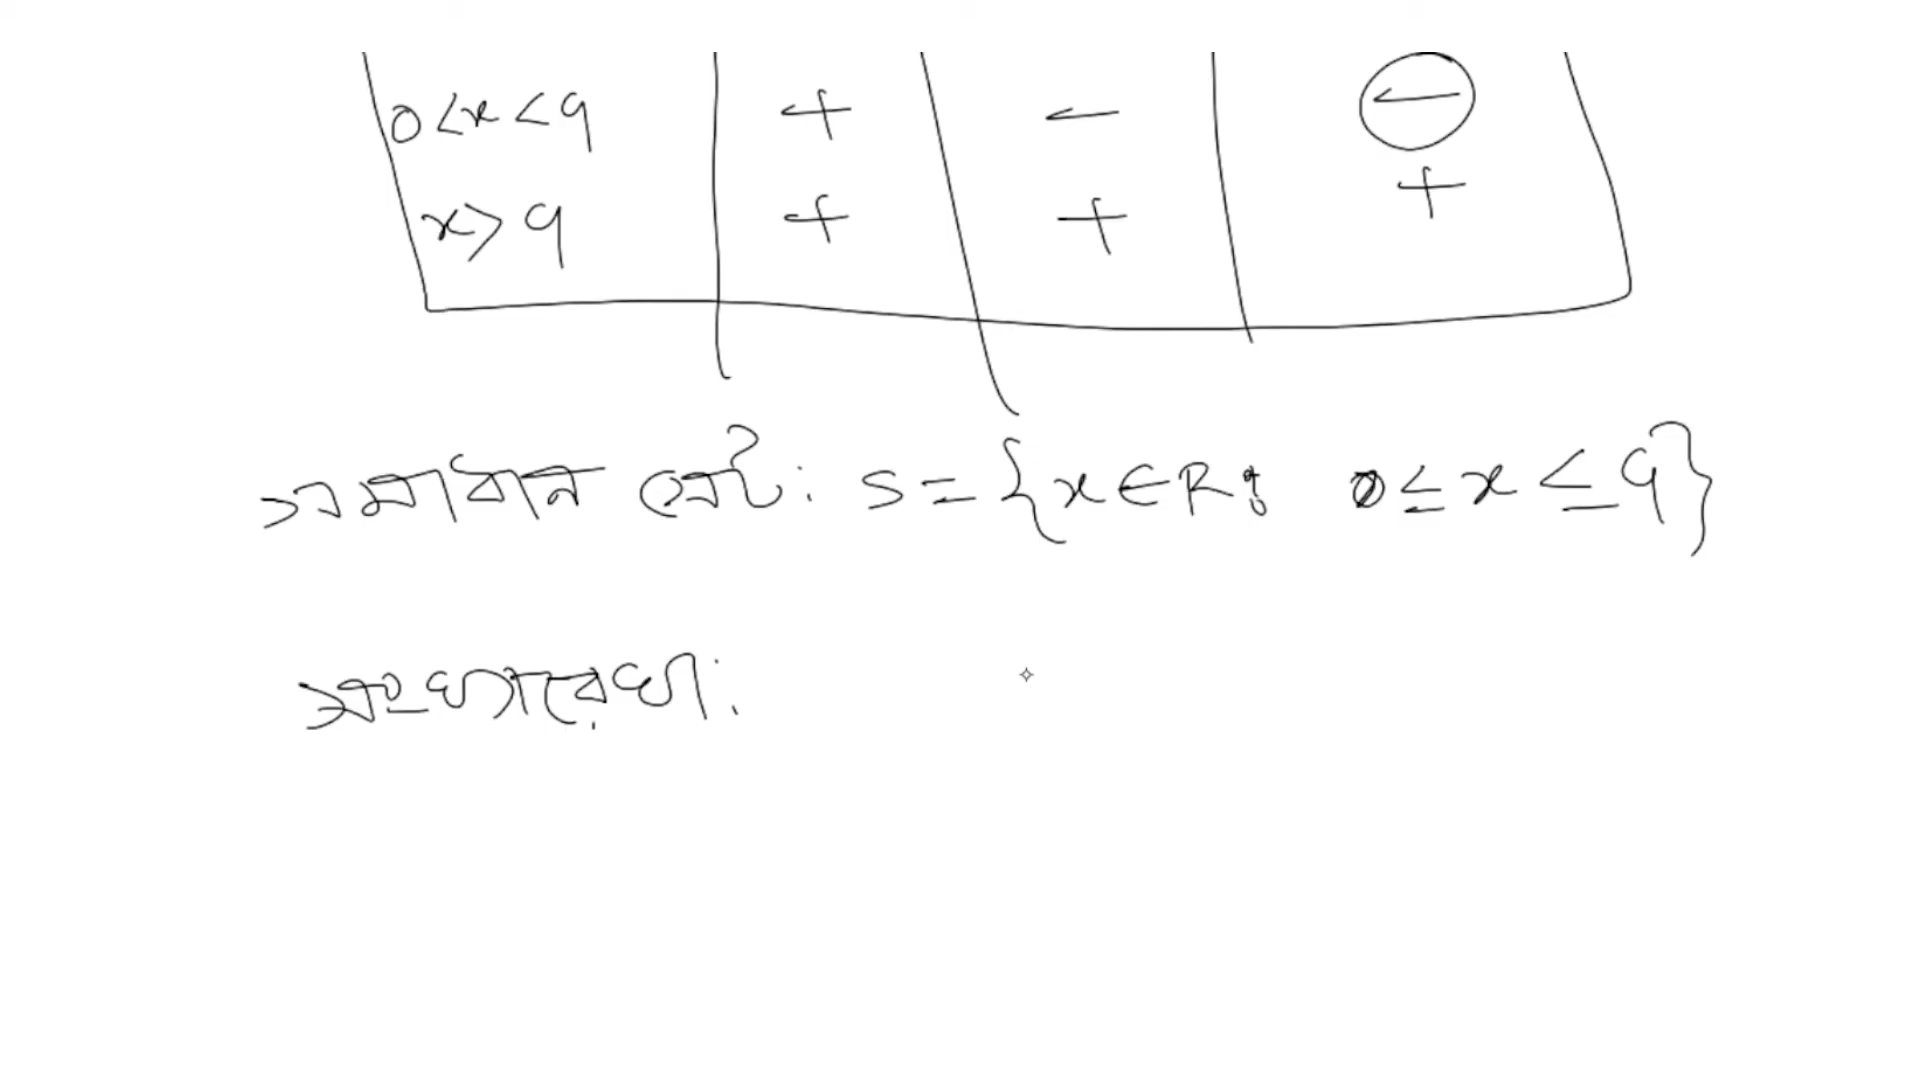 0 < x < 9 + - -
x > 9 + + +
সমাধান সেট: S = {x ∈ R: 0 ≤ x ≤ 9}
সংখ্যারেখা: